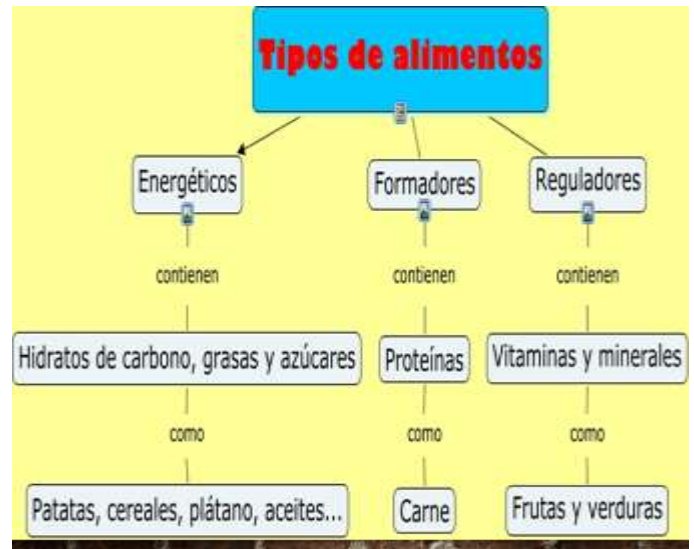 Tipos de alimentos
Energéticos
Formadores
Reguladores
contienen
contienen
contienen
Hidratos de carbono, grasas y azúcares
Proteínas
Vitaminas y minerales
como
como
como
Patatas, cereales, plátano, aceites...
Carne
Frutas y verduras